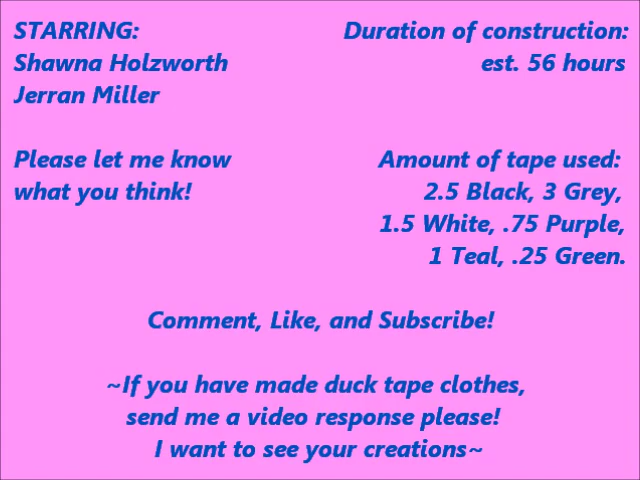 STARRING:
Shawna Holzworth
Jerran Miller
Please let me know
what you think!
Duration of construction:
est. 56 hours
Amount of tape used:
2.5 Black, 3 Grey,
1.5 White, .75 Purple,
1 Teal, .25 Green.
Comment, Like, and Subscribe!
~If you have made duck tape clothes,
send me a video response please!
I want to see your creations~